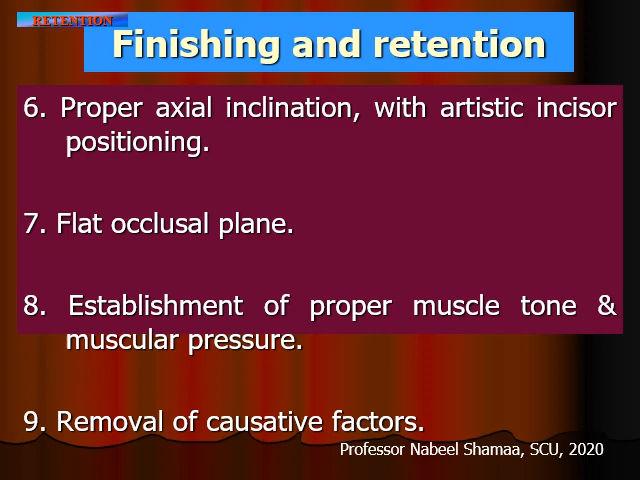 RETENTION
Finishing and retention
6. Proper axial inclination, with artistic incisor
positioning.
7. Flat occlusal plane.
8. Establishment of proper muscle tone &
muscular pressure.
9. Removal of causative factors.
Professor Nabeel Shamaa, SCU, 2020